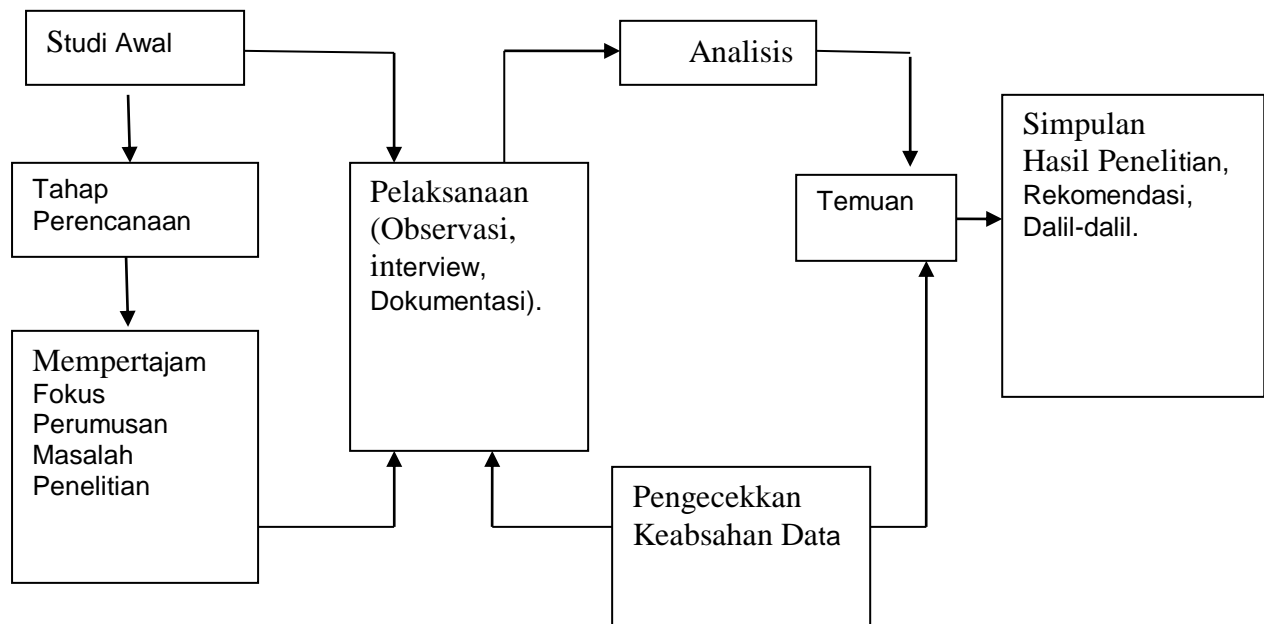 Studi Awal
Tahap
Perencanaan
Mempertajam
Fokus
Perumusan
Masalah
Penelitian
Pelaksanaan
(Observasi,
interview,
Dokumentasi).
Analisis
Temuan
Pengecekkan
Keabsahan Data
Simpulan
Hasil Penelitian,
Rekomendasi,
Dalil-dalil.